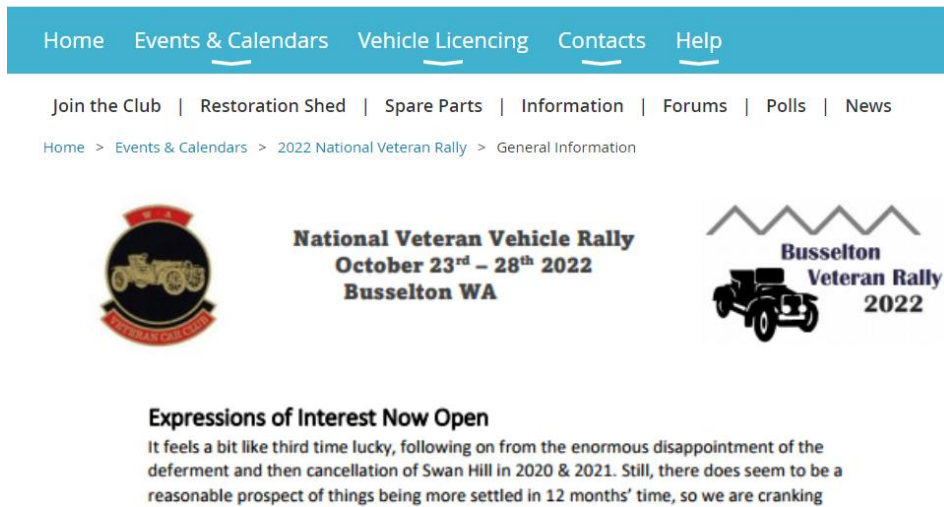 Home Events & Calendars Vehicle Licencing Contacts Help
Join the Club | Restoration Shed | Spare Parts | Information | Forums | Polls | News
Home > Events & Calendars > 2022 National Veteran Rally > General Information
W - A
VETERAN CAR CLUB
National Veteran Vehicle Rally
October 23rd – 28th 2022
Busselton WA
Busselton
Veteran Rally
2022
Expressions of Interest Now Open
It feels a bit like third time lucky, following on from the enormous disappointment of the
deferment and then cancellation of Swan Hill in 2020 & 2021. Still, there does seem to be a
reasonable prospect of things being more settled in 12 months’ time, so we are cranking